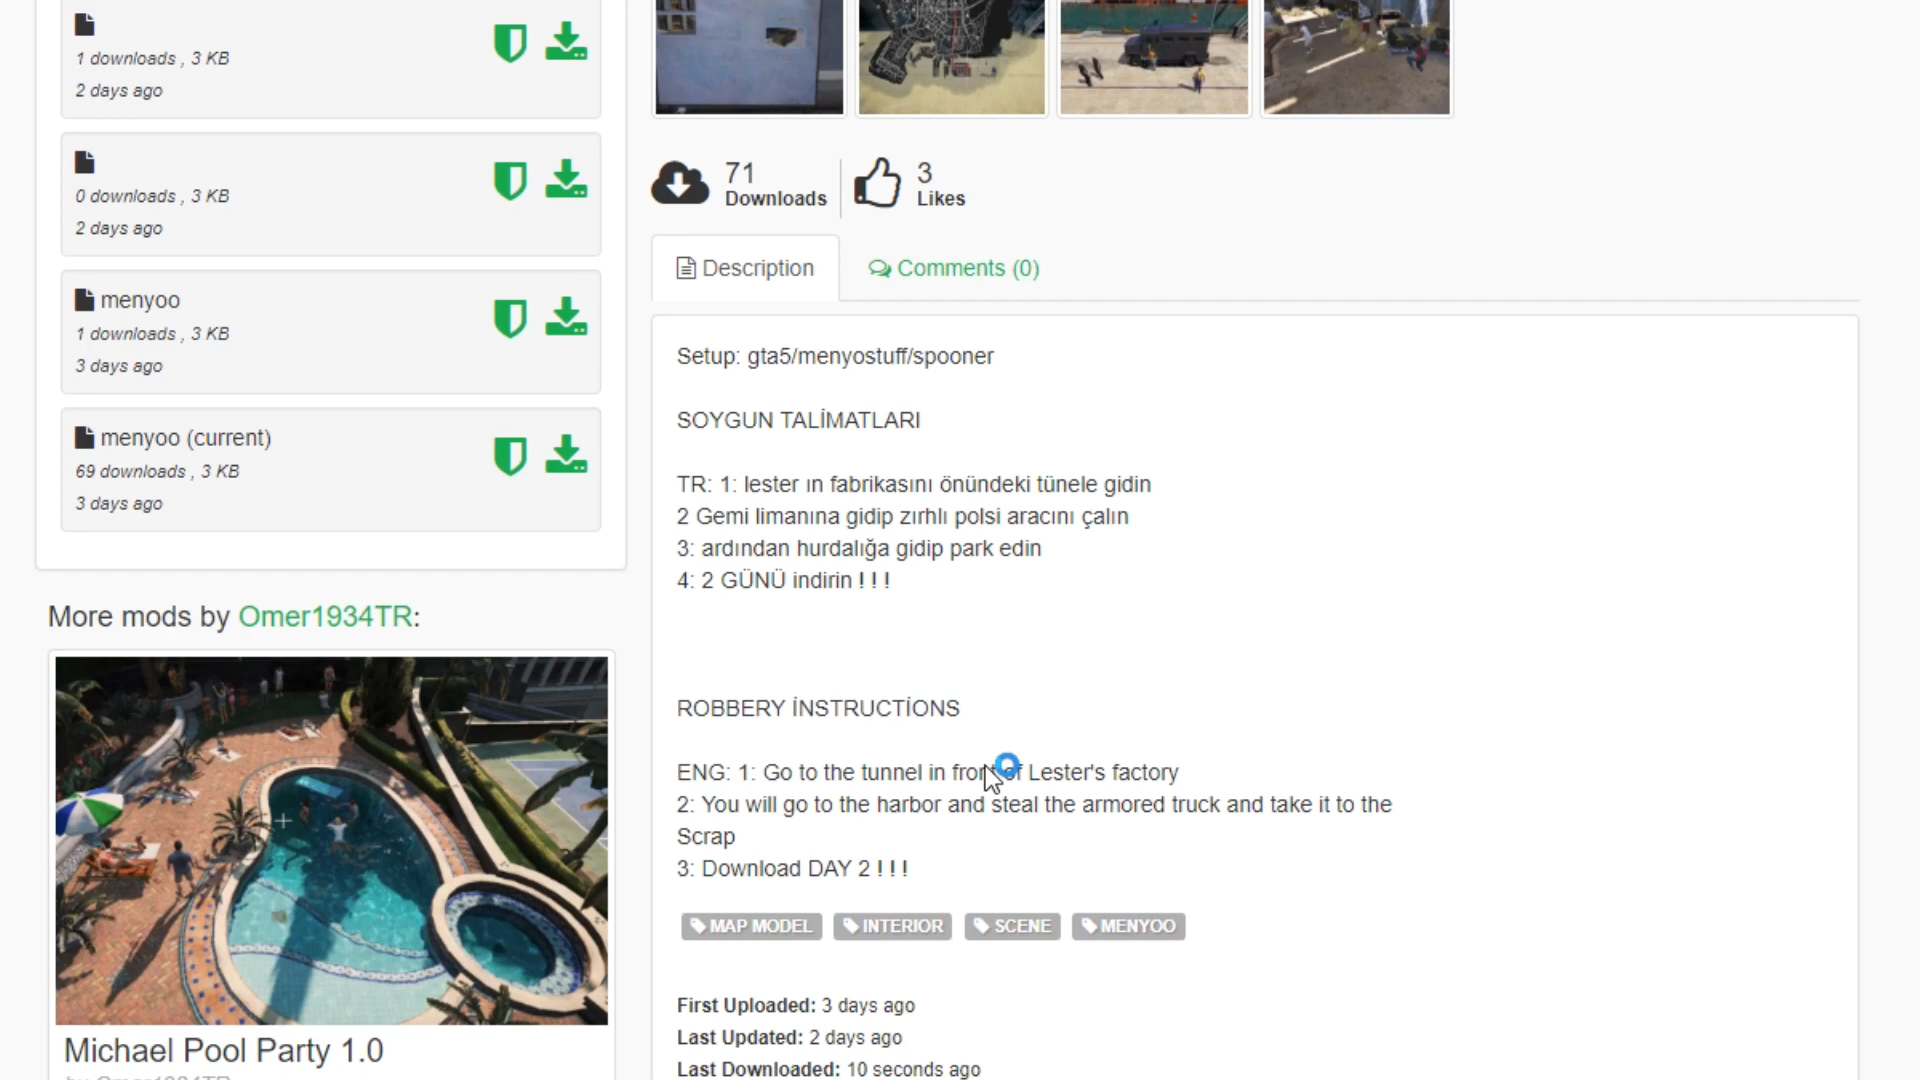 1 downloads , 3 KB
2 days ago
0 downloads , 3 KB
2 days ago
menyoo
1 downloads , 3 KB
3 days ago
menyoo (current)
69 downloads , 3 KB
3 days ago
More mods by Omer1934TR:
Michael Pool Party 1.0
by Omer1934TR
71
Downloads
3
Likes
Description
Comments (0)
Setup: gta5/menyostuff/spooner
SOYGUN TALİMATLARI
TR: 1: lester ın fabrikasını önündeki tünele gidin
2 Gemi limanına gidip zırhlı polsi aracını çalın
3: ardından hurdalığa gidip park edin
4: 2 GÜNÜ indirin ! ! !
ROBBERY İNSTRUCTİONS
ENG: 1: Go to the tunnel in front of Lester's factory
2: You will go to the harbor and steal the armored truck and take it to the
Scrap
3: Download DAY 2 ! ! !
MAP MODEL
INTERIOR
SCENE
MENYOO
First Uploaded: 3 days ago
Last Updated: 2 days ago
Last Downloaded: 10 seconds ago